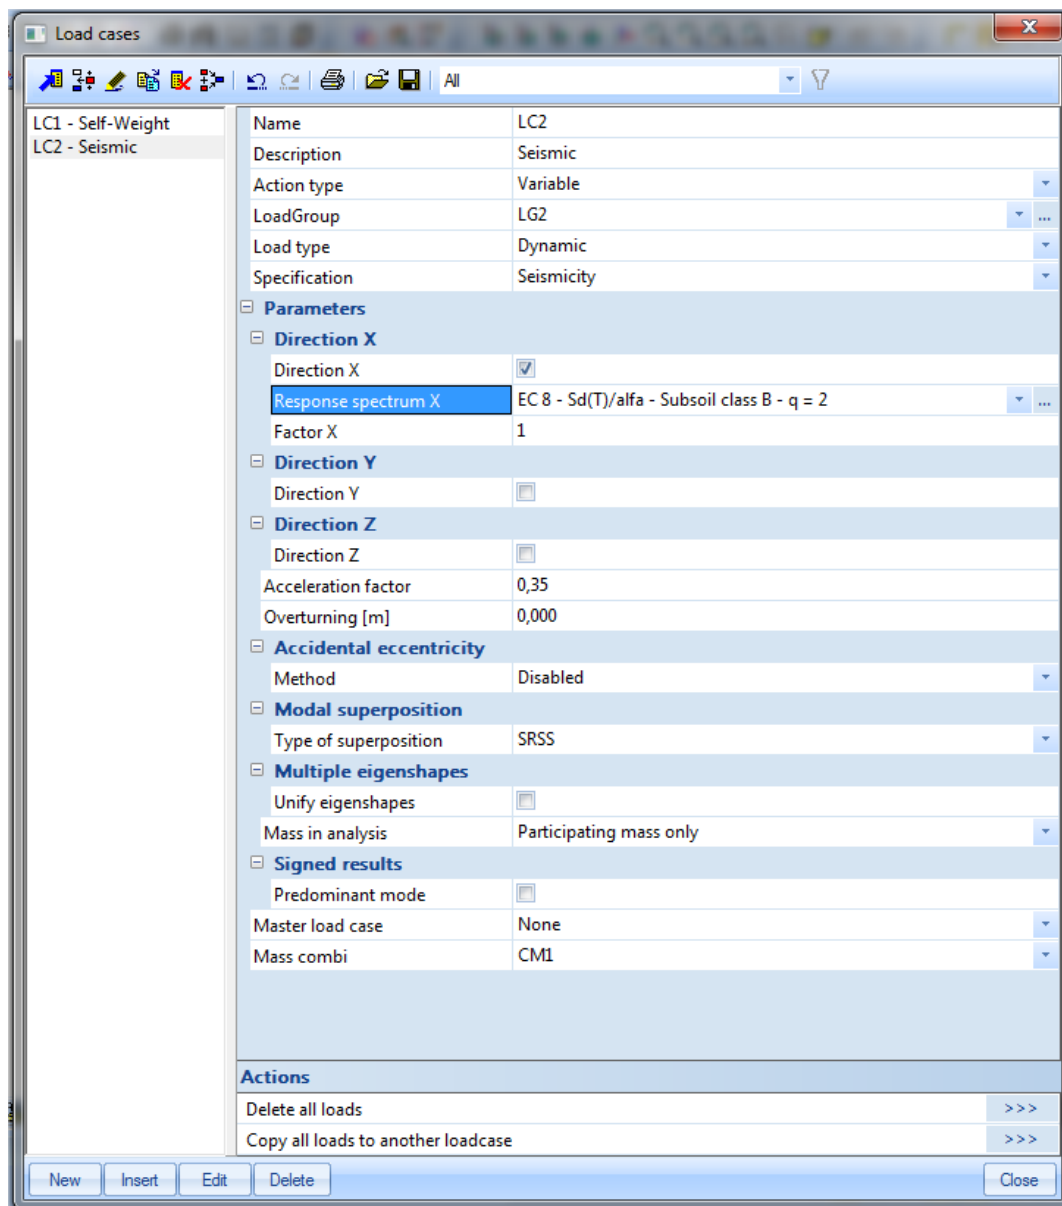 Load cases
All
LC1 - Self-Weight
LC2 - Seismic
Name LC2
Description Seismic
Action type Variable
LoadGroup LG2 ...
Load type Dynamic
Specification Seismicity
Parameters
Direction X
Direction X
Response spectrum X EC 8 - Sd(T)/alfa - Subsoil class B - q = 2 ...
Factor X 1
Direction Y
Direction Y
Direction Z
Direction Z
Acceleration factor 0,35
Overturning [m] 0,000
Accidental eccentricity
Method Disabled
Modal superposition
Type of superposition SRSS
Multiple eigenshapes
Unify eigenshapes
Mass in analysis Participating mass only
Signed results
Predominant mode
Master load case None
Mass combi CM1
Actions
Delete all loads >>>
Copy all loads to another loadcase >>>
New Insert Edit Delete Close